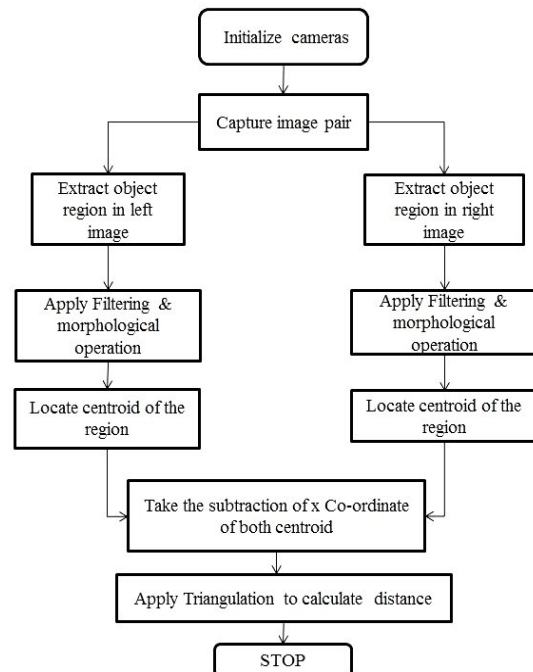 Initialize cameras
Capture image pair
Extract object
region in left
image
Extract object
region in right
image
Apply Filtering &
morphological
operation
Apply Filtering &
morphological
operation
Locate centroid of the
region
Locate centroid of the
region
Take the subtraction of x Co-ordinate
of both centroid
Apply Triangulation to calculate distance
STOP